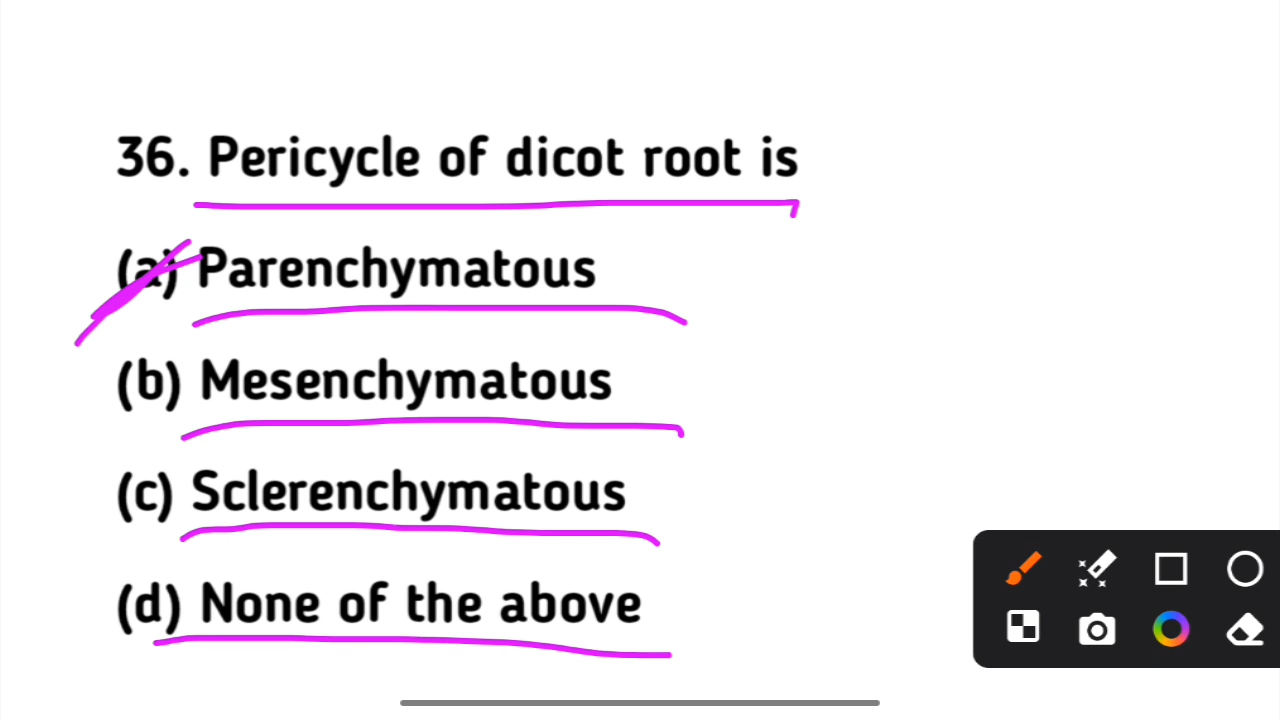 36. Pericycle of dicot root is
(a) Parenchymatous
(b) Mesenchymatous
(c) Sclerenchymatous
(d) None of the above